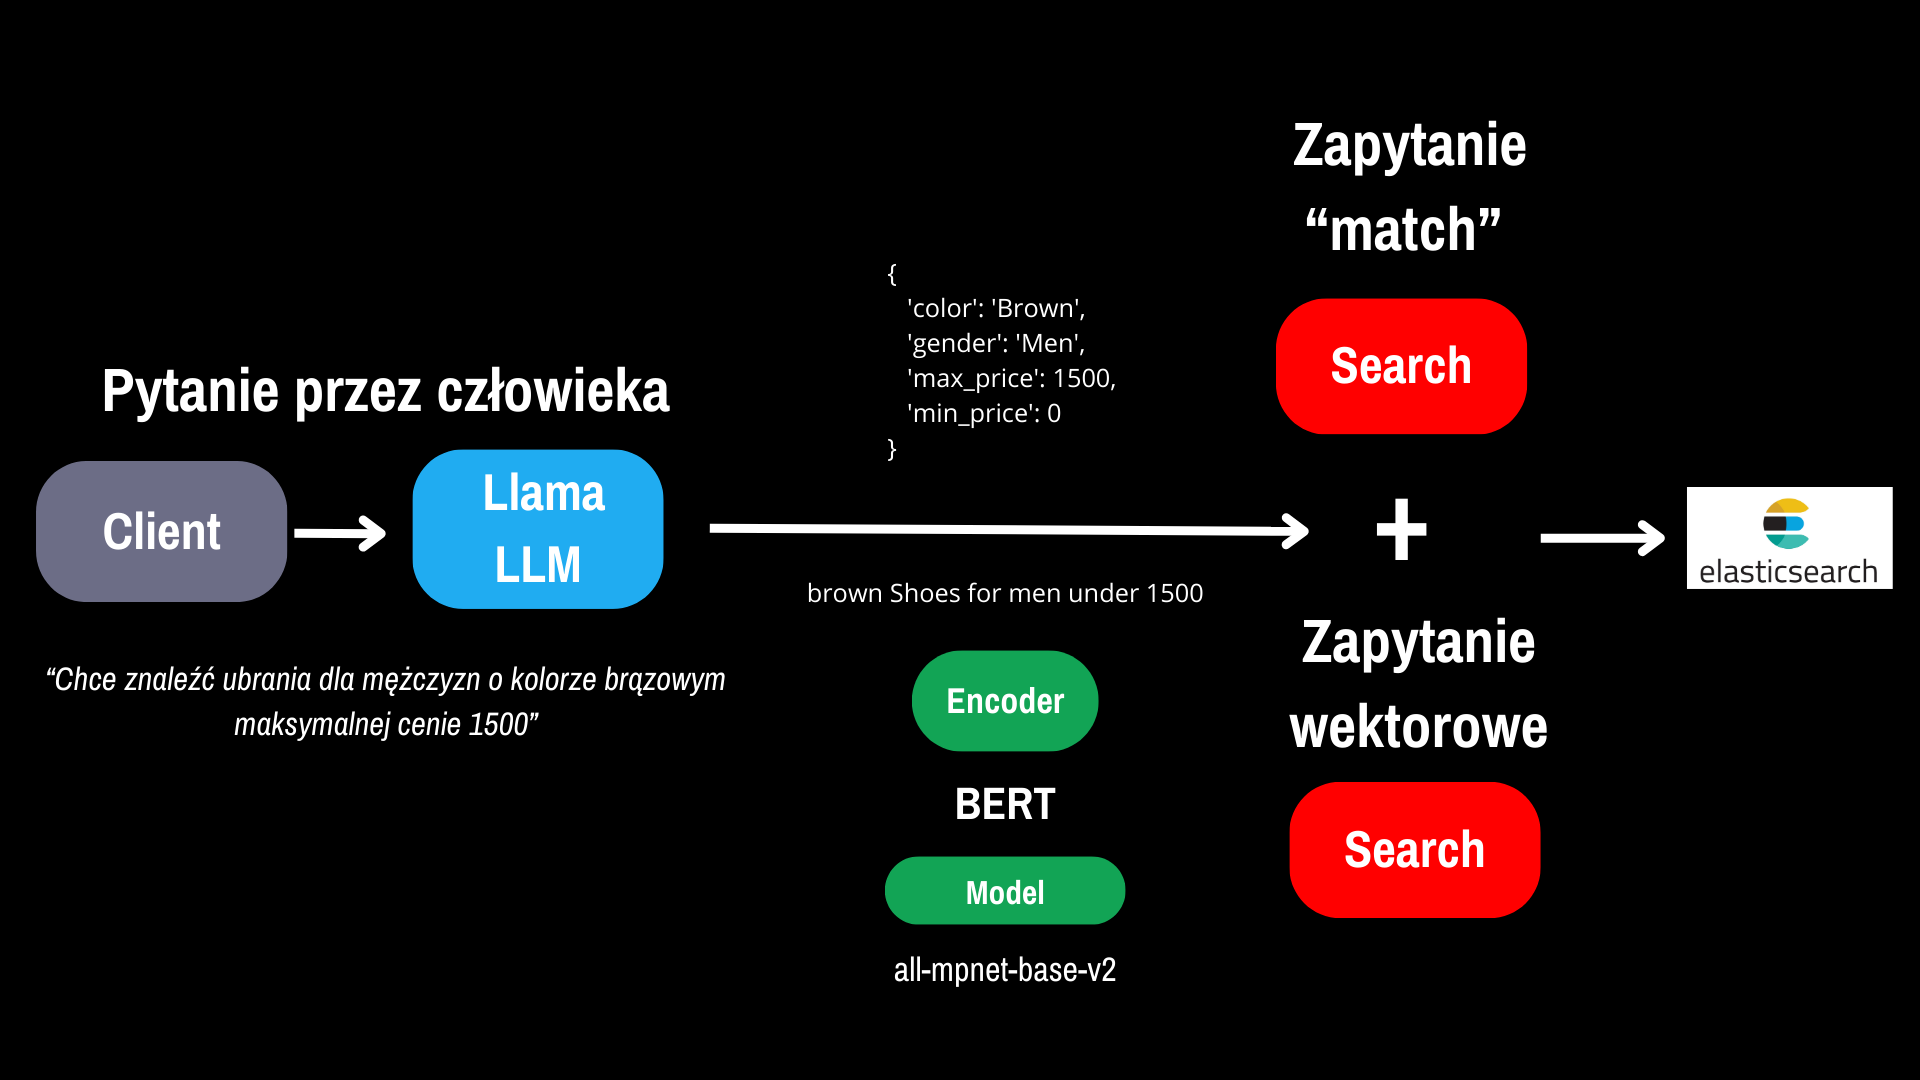 Pytanie przez człowieka
Client
Llama
LLM
“Chce znaleźć ubrania dla mężczyzn o kolorze brązowym
maksymalnej cenie 1500”
{
'color': 'Brown',
'gender': 'Men',
'max_price': 1500,
'min_price': 0
}
brown Shoes for men under 1500
Encoder
BERT
Model
all-mpnet-base-v2
Zapytanie
“match”
Search
+
Zapytanie
wektorowe
Search
elasticsearch